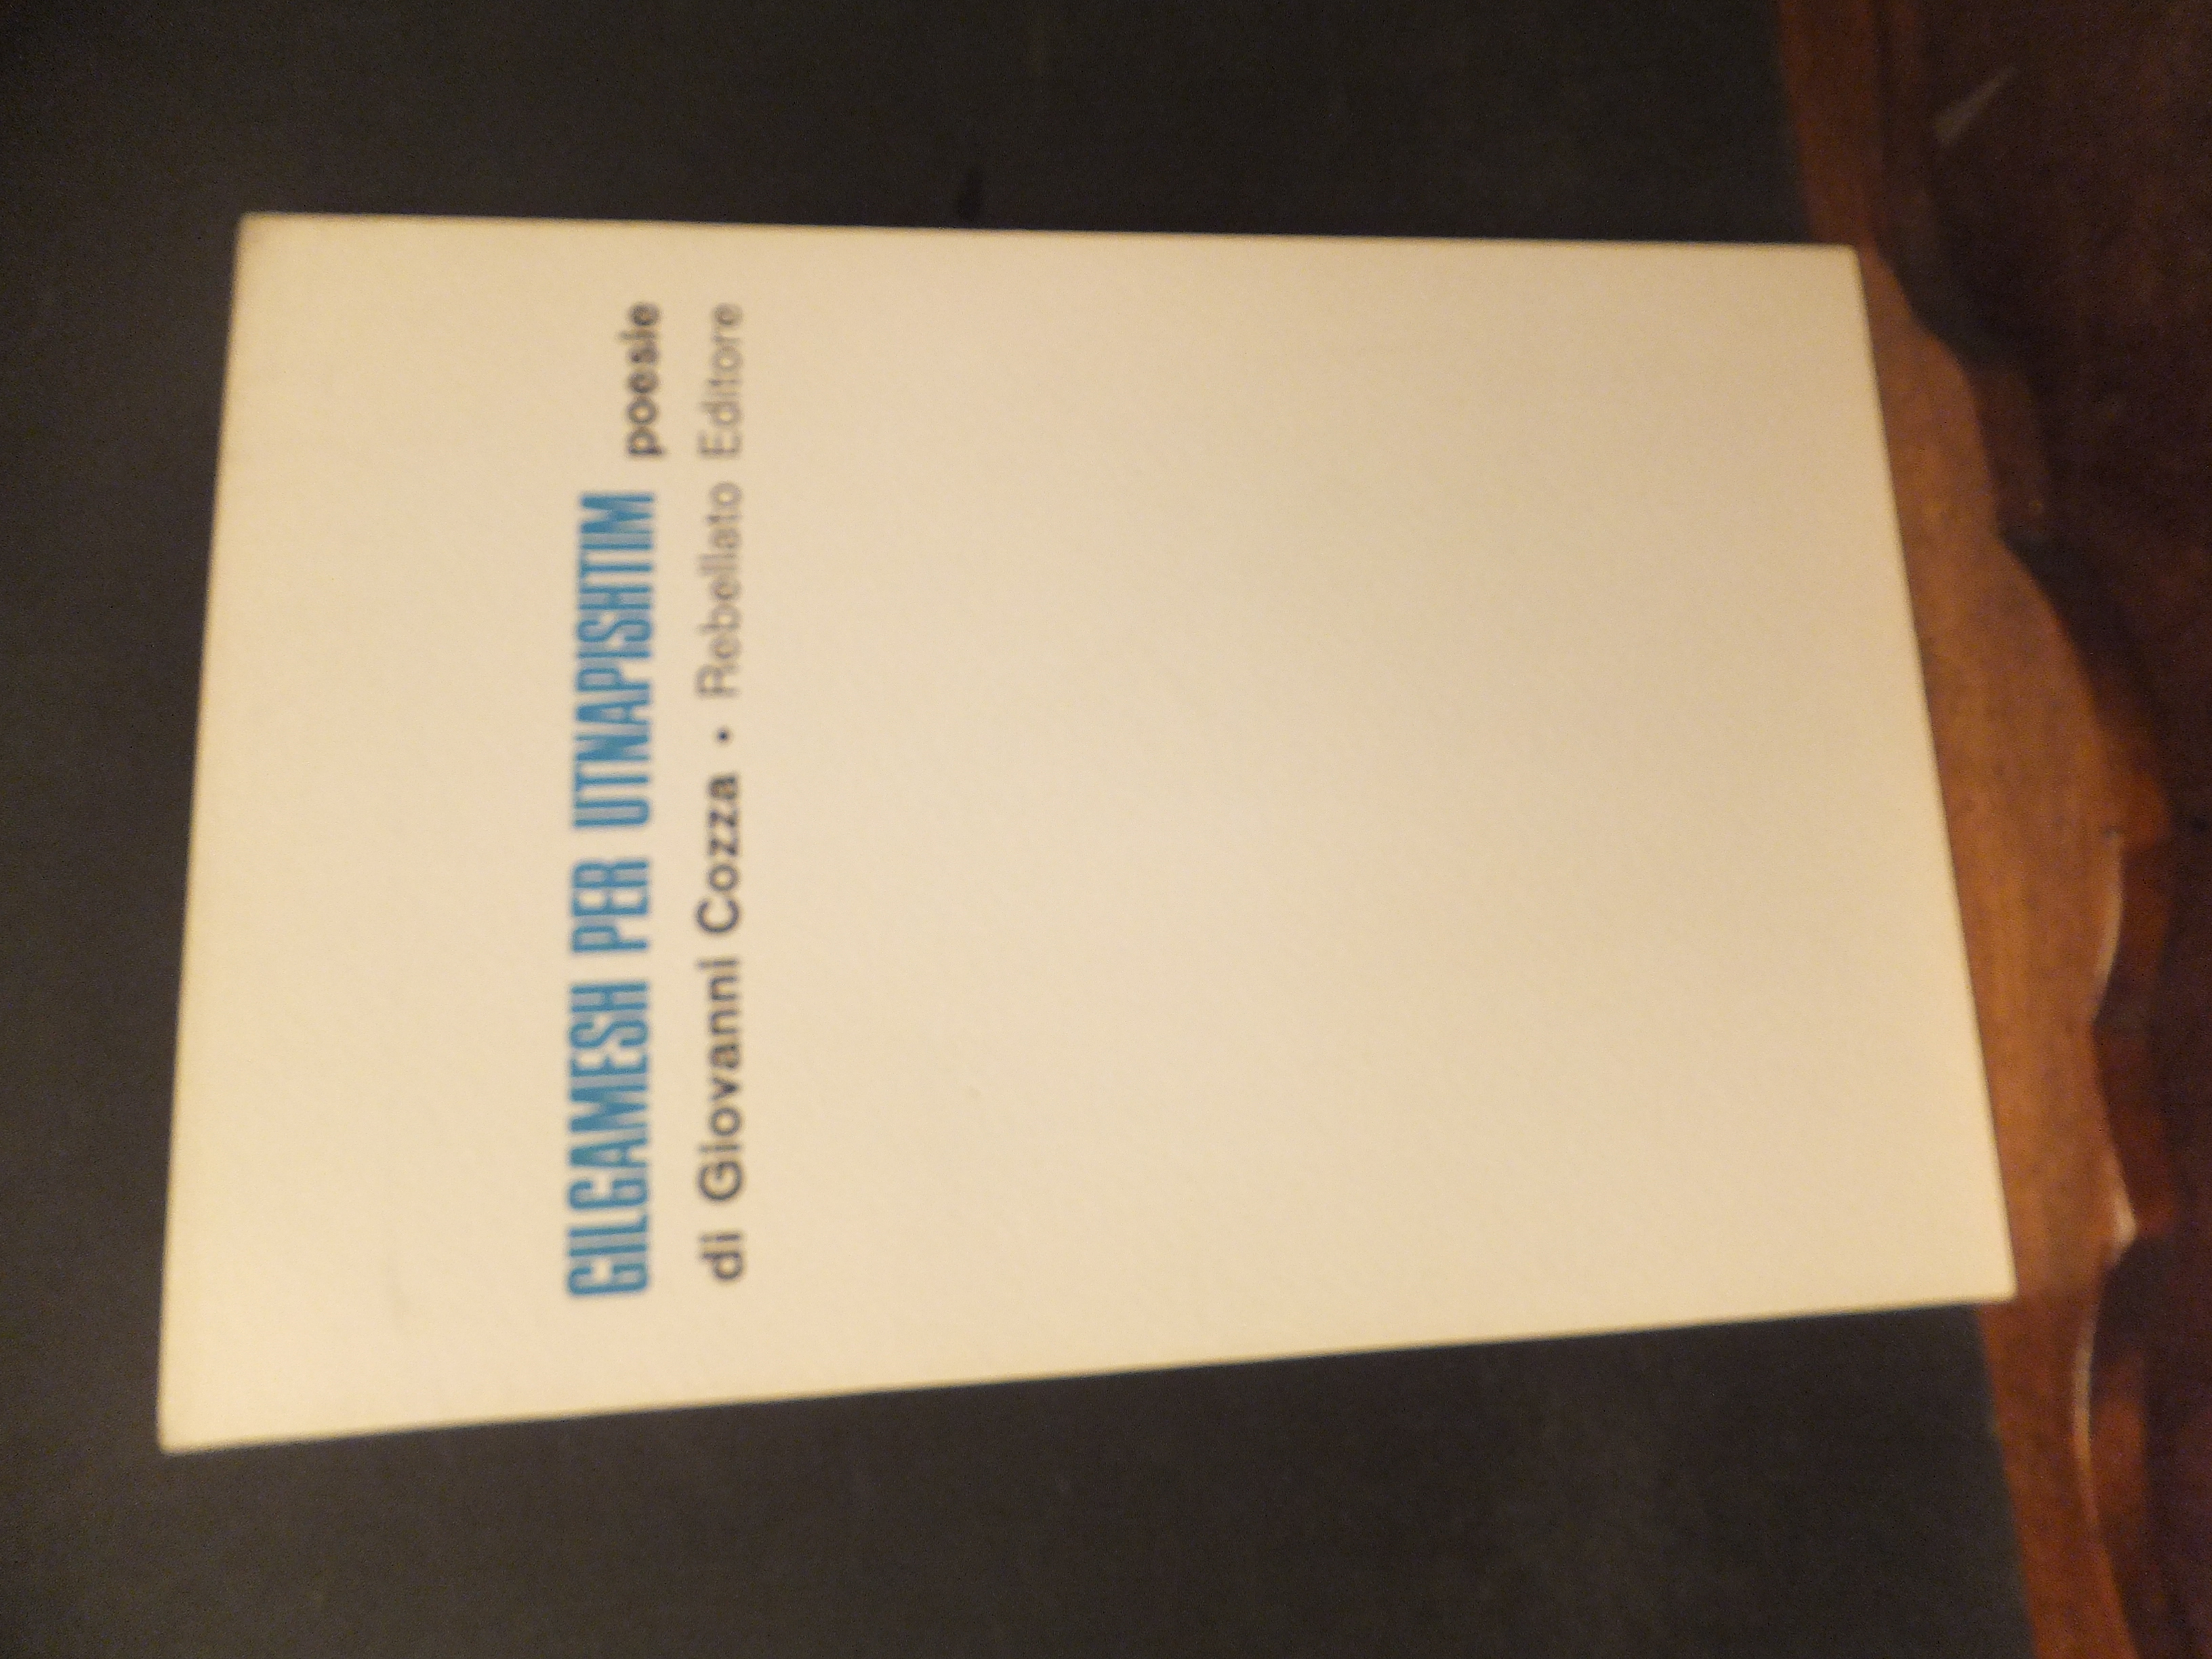 GILGAMESH PER UTNAPISHTIM poesie
di Giovanni Cozza • Rebellato Editore